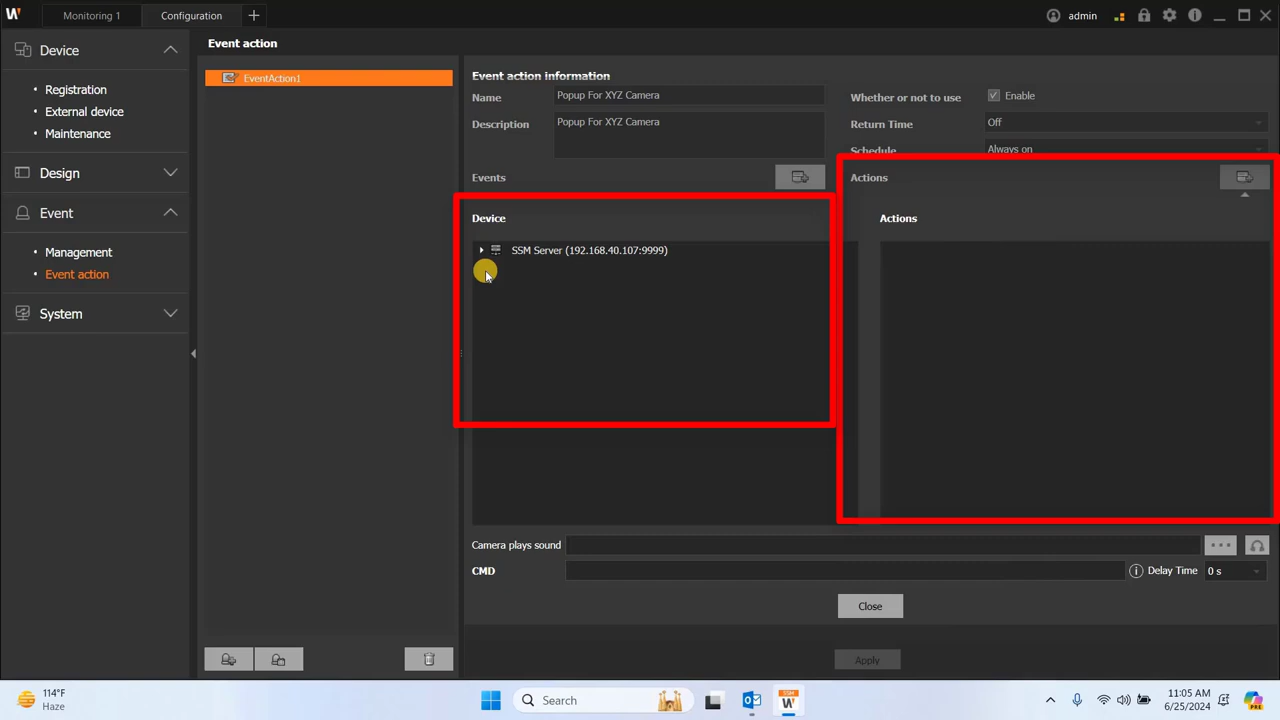 Monitoring 1
Configuration
admin
Device
Registration
External device
Maintenance
Design
Event
Management
Event action
System
Event action
EventAction1
Event action information
Name
Popup For XYZ Camera
Description
Popup For XYZ Camera
Whether or not to use
Enable
Return Time
Off
Schedule
Always on
Events
Actions
Device
SSM Server (192.168.40.107:9999)
Actions
Camera plays sound
CMD
Delay Time
0 s
Close
Apply
114°F
Haze
Search
SSM
11:05 AM
6/25/2024
PRE